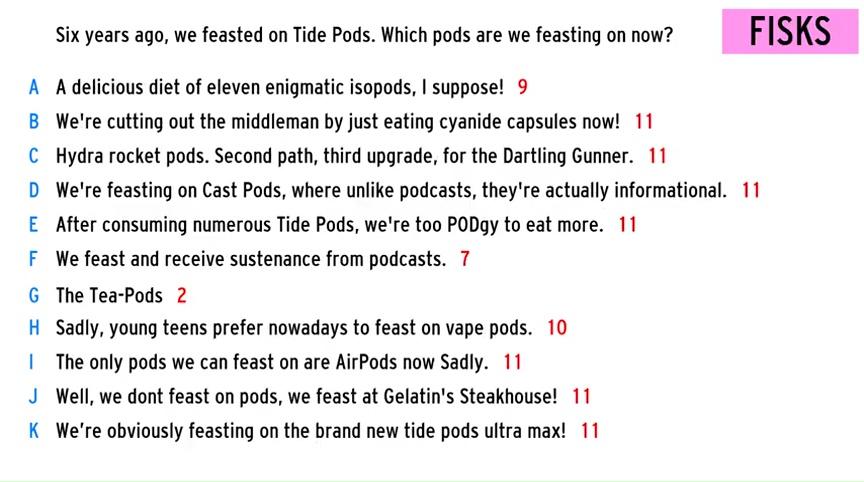 Six years ago, we feasted on Tide Pods. Which pods are we feasting on now?
FISKS
A A delicious diet of eleven enigmatic isopods, I suppose! 9
B We're cutting out the middleman by just eating cyanide capsules now! 11
C Hydra rocket pods. Second path, third upgrade, for the Dartling Gunner. 11
D We're feasting on Cast Pods, where unlike podcasts, they're actually informational. 11
E After consuming numerous Tide Pods, we're too PODgy to eat more. 11
F We feast and receive sustenance from podcasts. 7
G The Tea-Pods 2
H Sadly, young teens prefer nowadays to feast on vape pods. 10
I The only pods we can feast on are AirPods now Sadly. 11
J Well, we dont feast on pods, we feast at Gelatin's Steakhouse! 11
K We’re obviously feasting on the brand new tide pods ultra max! 11